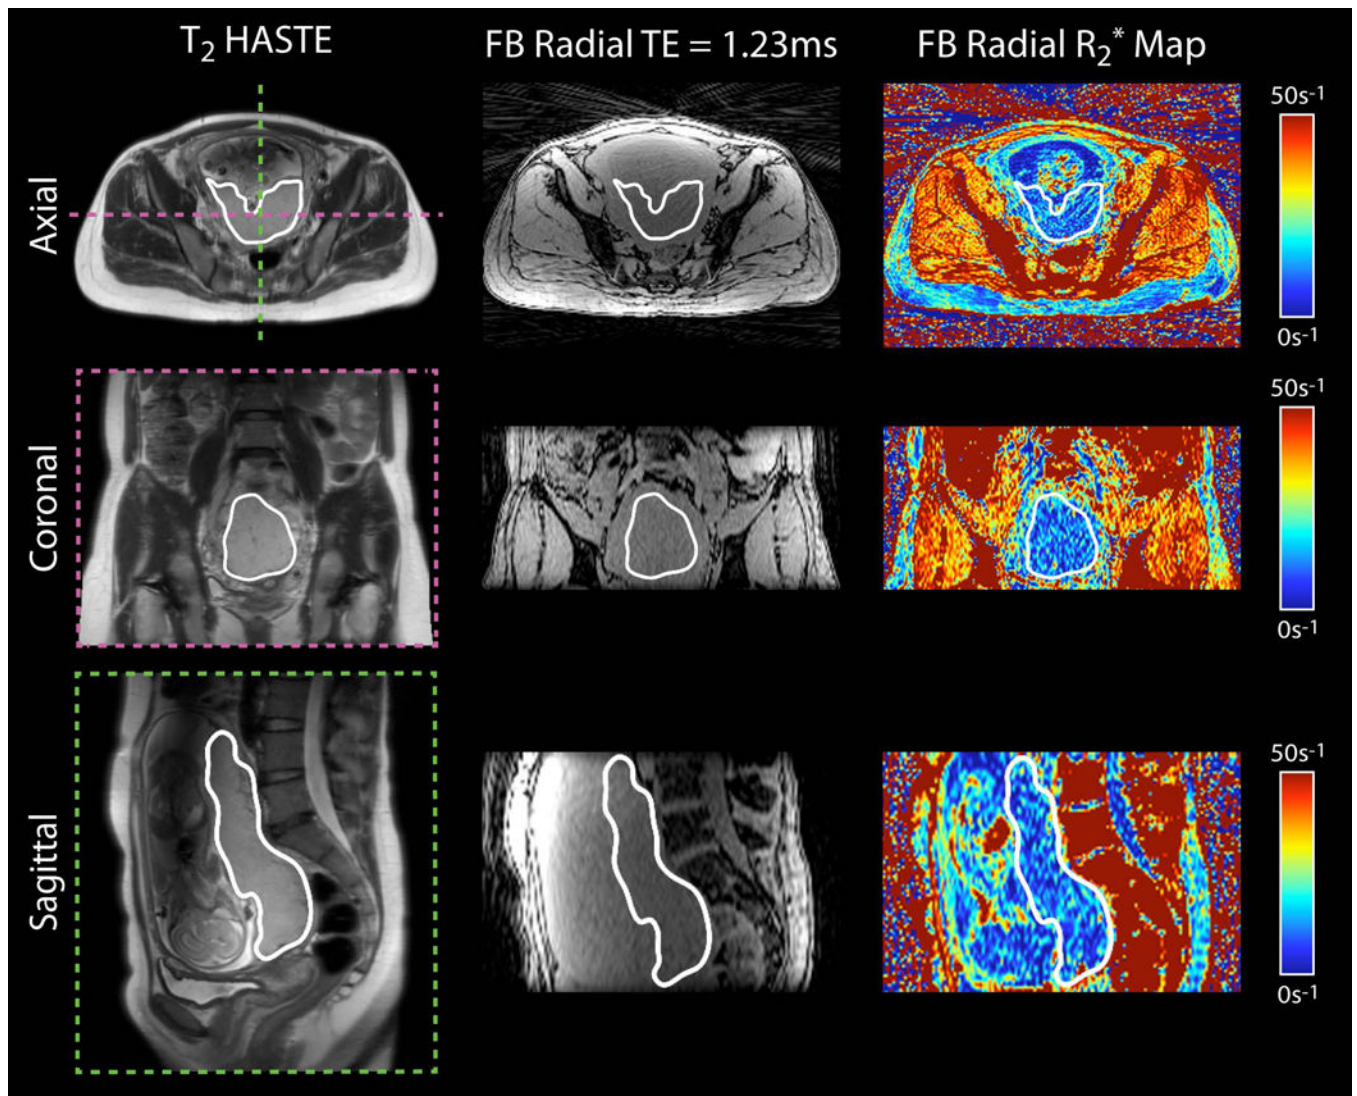 T₂ HASTE
FB Radial TE = 1.23ms
FB Radial R₂* Map
Axial
50s⁻¹
0s⁻¹
Coronal
50s⁻¹
0s⁻¹
Sagittal
50s⁻¹
0s⁻¹